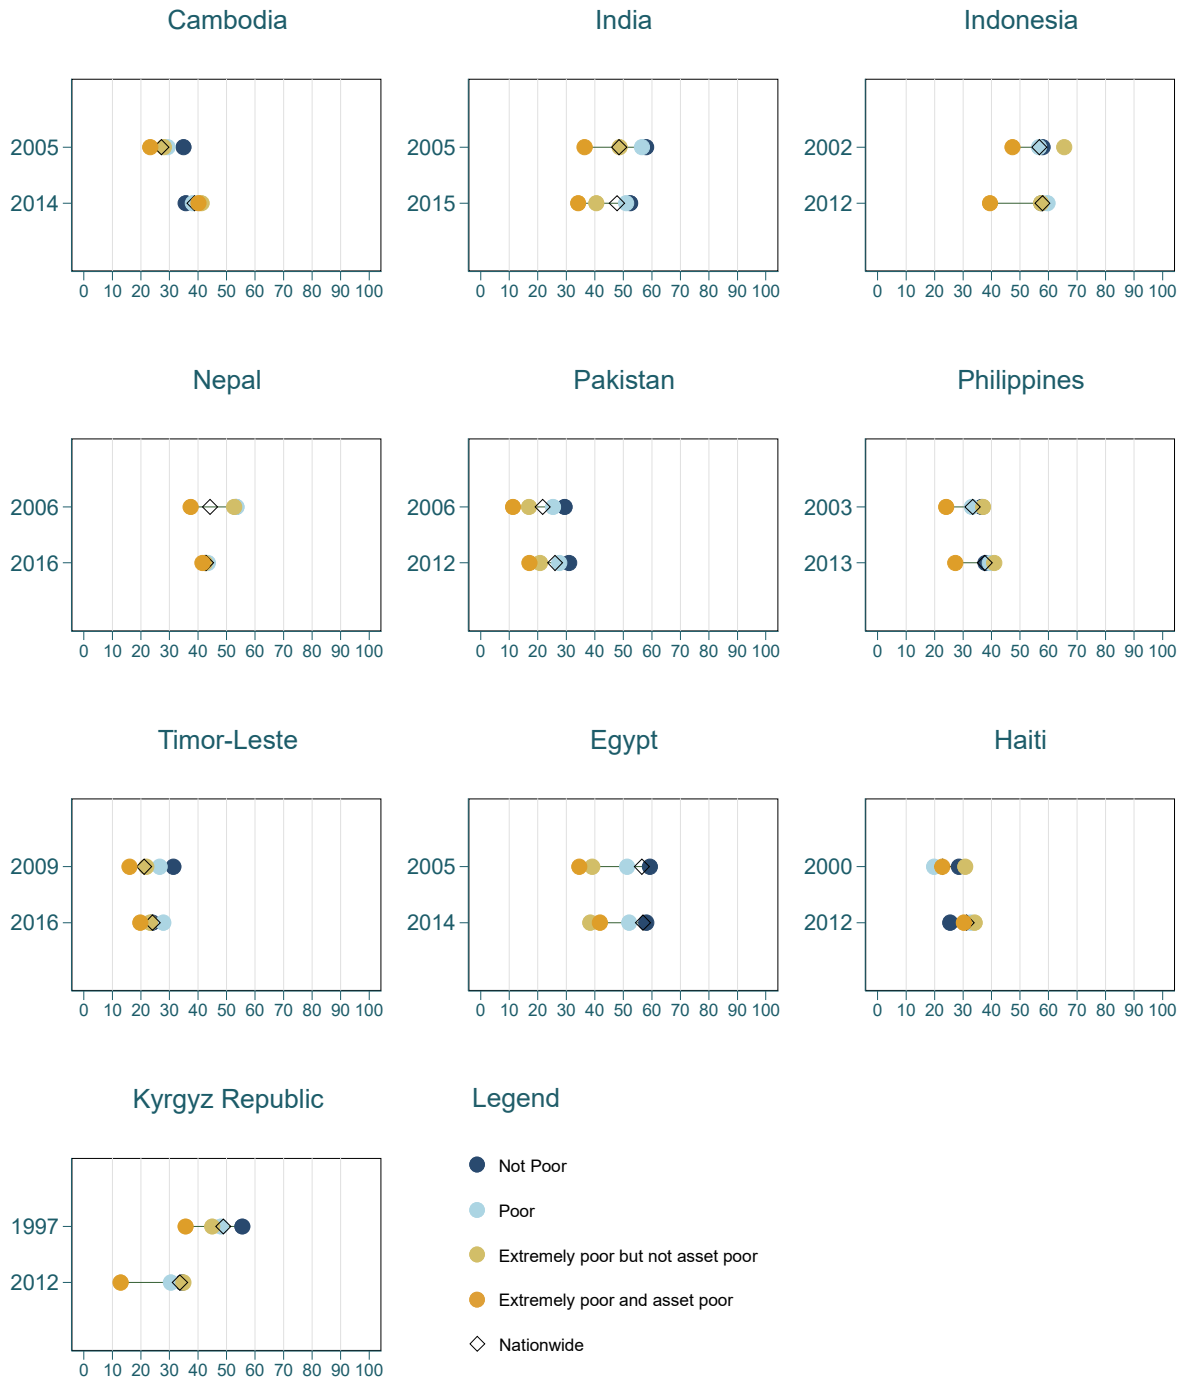 Cambodia
India
Indonesia
2005
2014
0 10 20 30 40 50 60 70 80 90 100
2005
2015
0 10 20 30 40 50 60 70 80 90 100
2002
2012
0 10 20 30 40 50 60 70 80 90 100
Nepal
Pakistan
Philippines
2006
2016
0 10 20 30 40 50 60 70 80 90 100
2006
2012
0 10 20 30 40 50 60 70 80 90 100
2003
2013
0 10 20 30 40 50 60 70 80 90 100
Timor-Leste
Egypt
Haiti
2009
2016
0 10 20 30 40 50 60 70 80 90 100
2005
2014
0 10 20 30 40 50 60 70 80 90 100
2000
2012
0 10 20 30 40 50 60 70 80 90 100
Kyrgyz Republic
1997
2012
0 10 20 30 40 50 60 70 80 90 100
Legend
Not Poor
Poor
Extremely poor but not asset poor
Extremely poor and asset poor
Nationwide